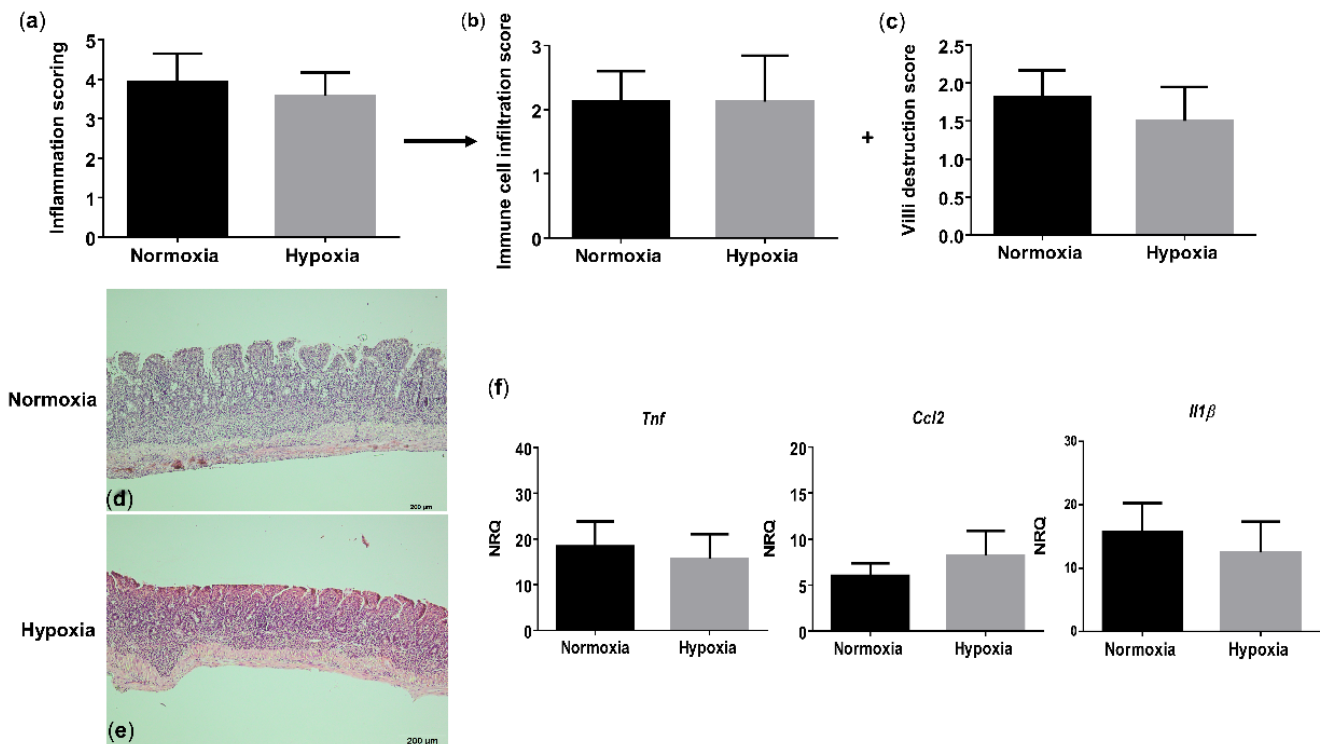 (a)
Inflammation scoring
5
4
3
2
1
0
Normoxia
Hypoxia
(b)
Immune cell infiltration score
3
2
1
0
Normoxia
Hypoxia
+
(c)
Villi destruction score
2.5
2.0
1.5
1.0
0.5
0.0
Normoxia
Hypoxia
Normoxia
(d)
200 µm
Hypoxia
(e)
200 µm
(f)
Tnf
NRQ
40
30
20
10
0
Normoxia
Hypoxia
Ccl2
NRQ
20
15
10
5
0
Normoxia
Hypoxia
Il1β
NRQ
30
20
10
0
Normoxia
Hypoxia